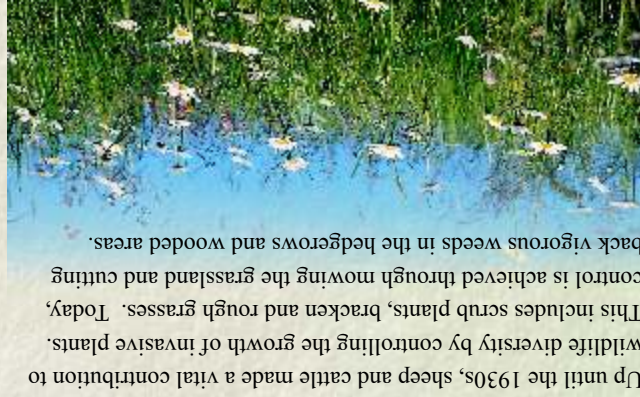 Up until the 1930s, sheep and cattle made a vital contribution to
wildlife diversity by controlling the growth of invasive plants.
This includes scrub plants, bracken and rough grasses.  Today,
control is achieved through mowing the grassland and cutting
back vigorous weeds in the hedgerows and wooded areas.